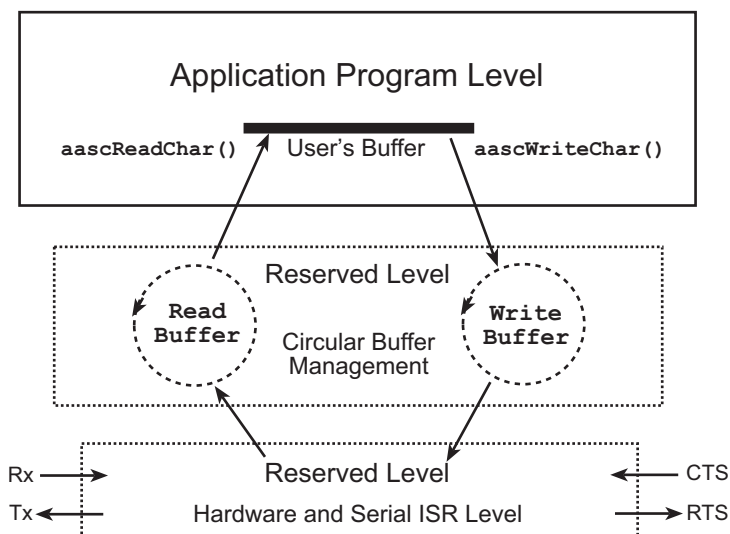 Application Program Level
aascReadChar()
User's Buffer
aascWriteChar()
Reserved Level
Read
Buffer
Write
Buffer
Circular Buffer
Management
Rx
Reserved Level
CTS
Tx
Hardware and Serial ISR Level
RTS